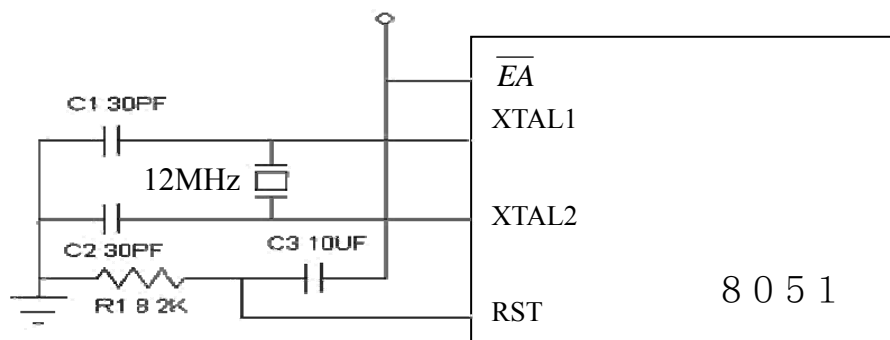 EA
C1 30PF
XTAL1
12MHz
XTAL2
C2 30PF
C3 10UF
R1 8 2K
RST
8051